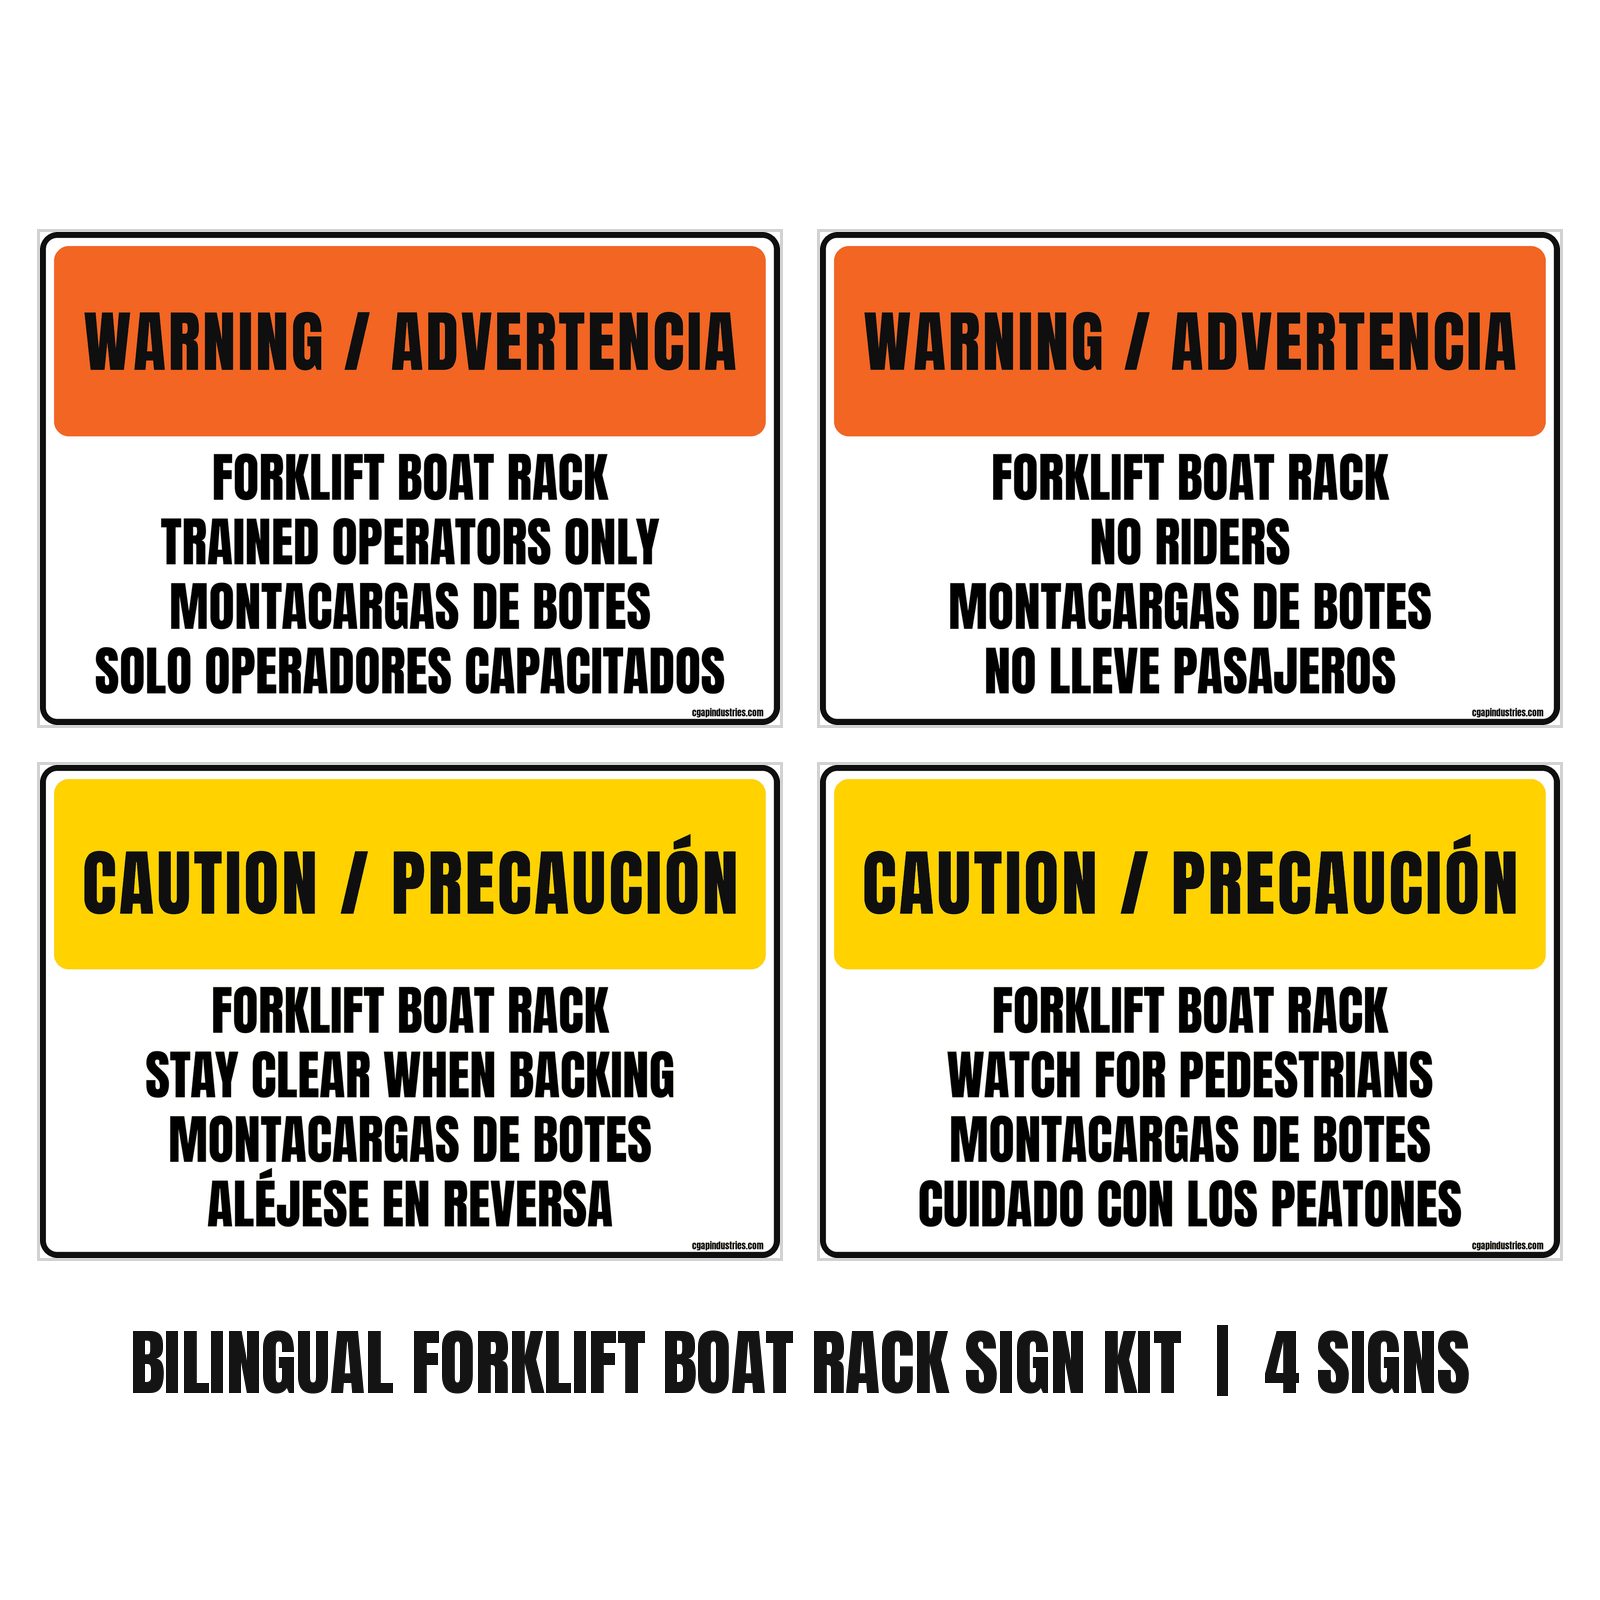 WARNING / ADVERTENCIA
FORKLIFT BOAT RACK
TRAINED OPERATORS ONLY
MONTACARGAS DE BOTES
SOLO OPERADORES CAPACITADOS
cgapindustries.com
WARNING / ADVERTENCIA
FORKLIFT BOAT RACK
NO RIDERS
MONTACARGAS DE BOTES
NO LLEVE PASAJEROS
cgapindustries.com
CAUTION / PRECAUCIÓN
FORKLIFT BOAT RACK
STAY CLEAR WHEN BACKING
MONTACARGAS DE BOTES
ALÉJESE EN REVERSA
cgapindustries.com
CAUTION / PRECAUCIÓN
FORKLIFT BOAT RACK
WATCH FOR PEDESTRIANS
MONTACARGAS DE BOTES
CUIDADO CON LOS PEATONES
cgapindustries.com
BILINGUAL FORKLIFT BOAT RACK SIGN KIT | 4 SIGNS